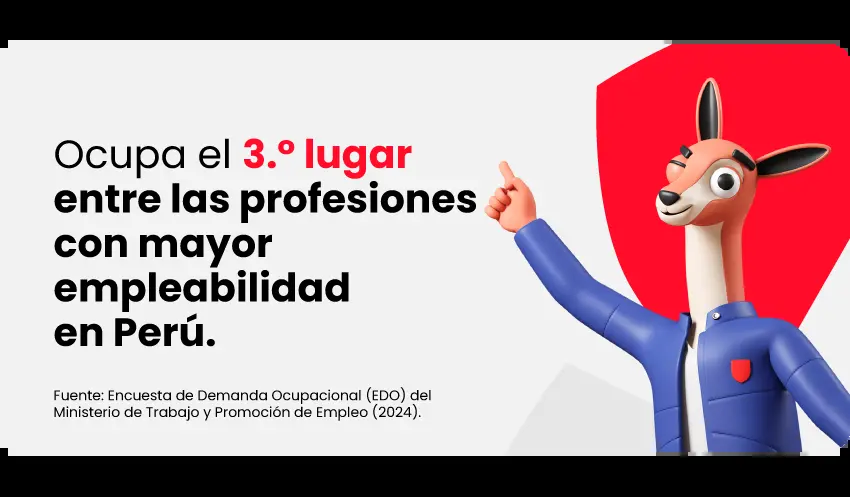 Ocupa el 3.º lugar
entre las profesiones
con mayor
empleabilidad
en Perú.
Fuente: Encuesta de Demanda Ocupacional (EDO) del
Ministerio de Trabajo y Promoción de Empleo (2024).